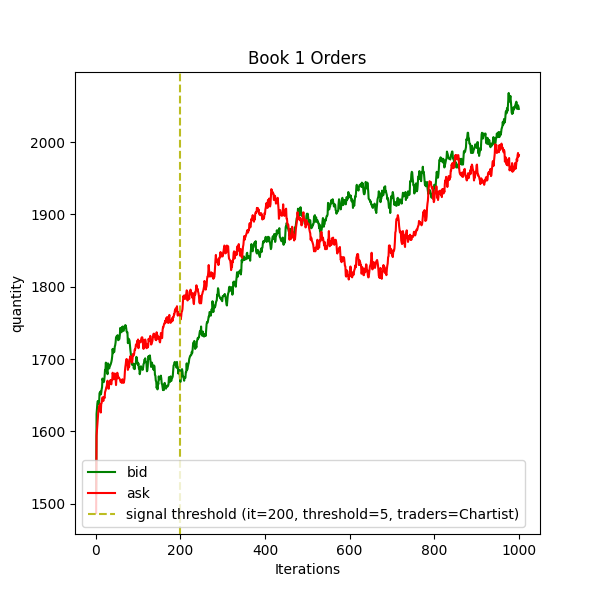 Book 1 Orders
quantity
2000
1900
1800
1700
1600
1500
bid
ask
signal threshold (it=200, threshold=5, traders=Chartist)
0 200 400 600 800 1000
Iterations